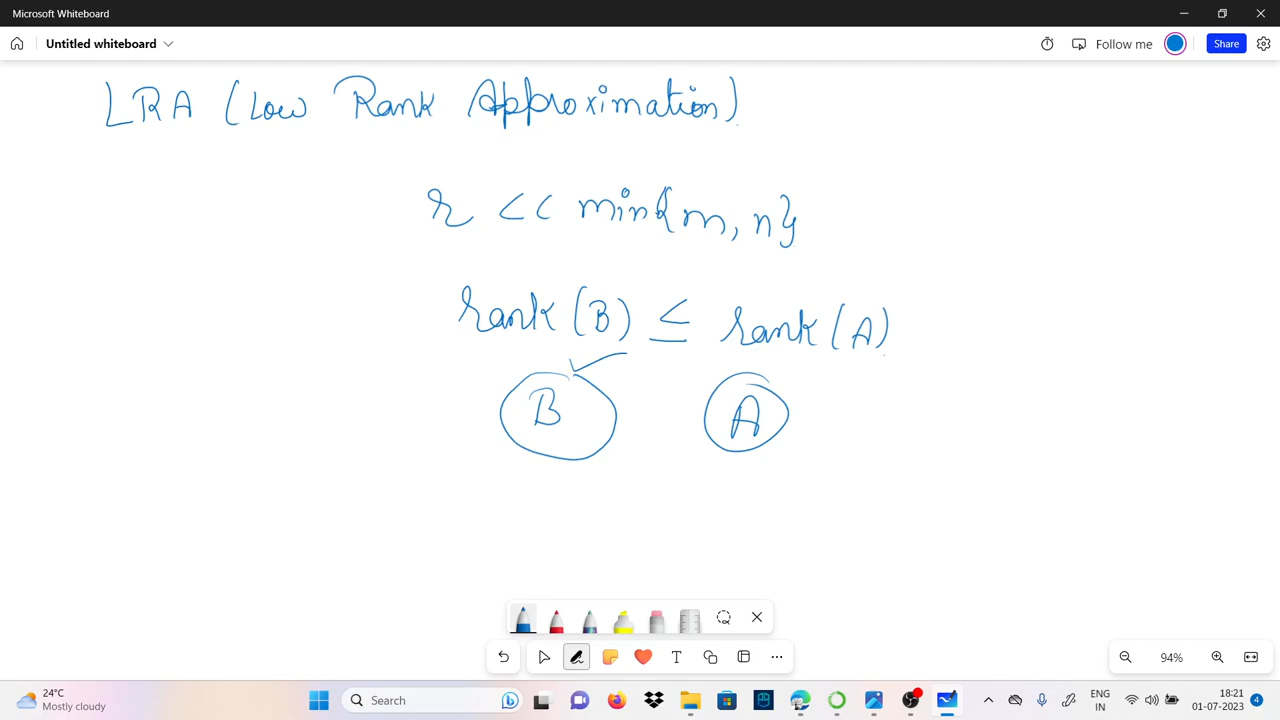 Microsoft Whiteboard
Untitled whiteboard
Follow me
Share
LRA (Low Rank Approximation)
r << min{m, n}
rank(B) ≤ rank(A)
B A
94%
24°C
Mostly cloudy
Search
ENG
IN
18:21
01-07-2023
4